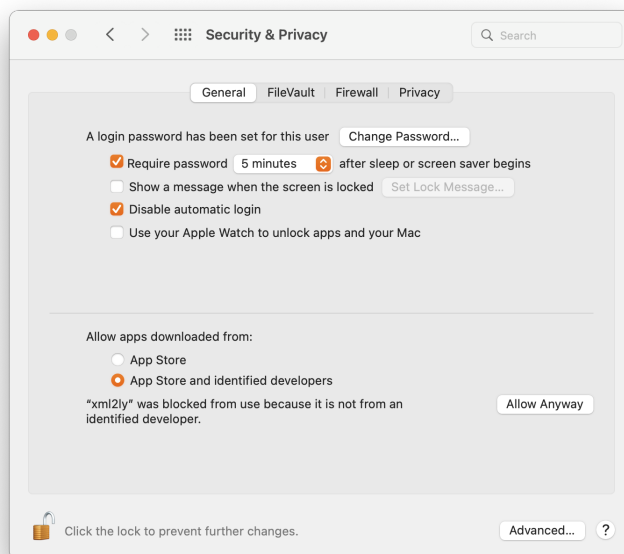 Security & Privacy
Search
General FileVault Firewall Privacy
A login password has been set for this user Change Password...
Require password 5 minutes after sleep or screen saver begins
Show a message when the screen is locked Set Lock Message...
Disable automatic login
Use your Apple Watch to unlock apps and your Mac
Allow apps downloaded from:
App Store
App Store and identified developers
“xml2ly” was blocked from use because it is not from an Allow Anyway
identified developer.
Click the lock to prevent further changes. Advanced... ?